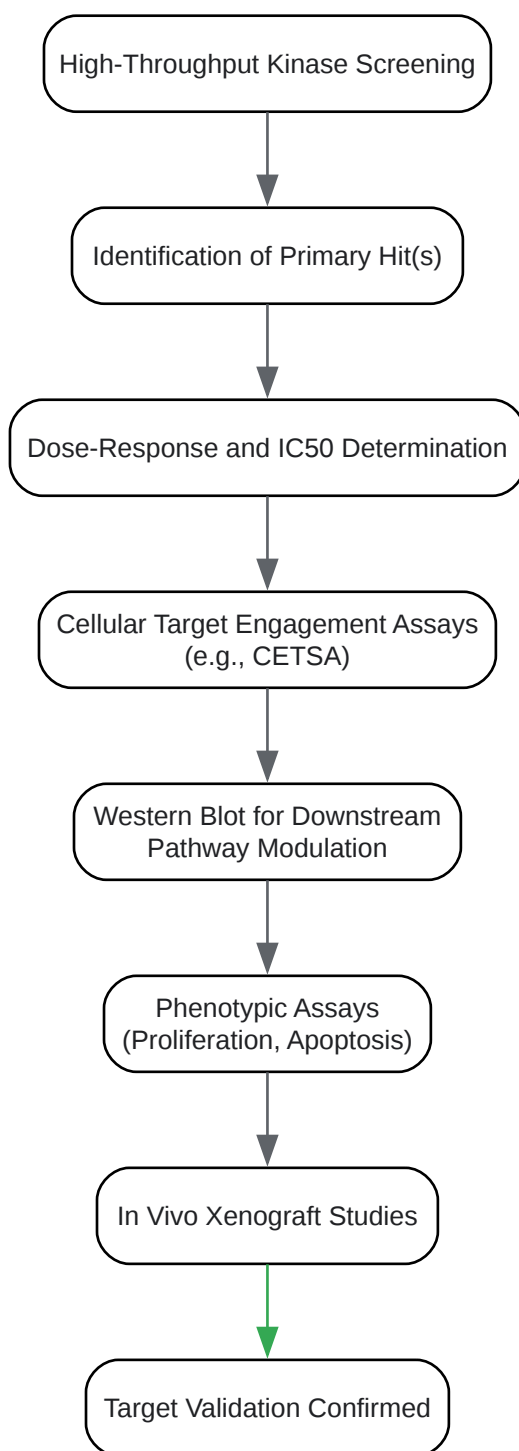 High-Throughput Kinase Screening
Identification of Primary Hit(s)
Dose-Response and IC50 Determination
Cellular Target Engagement Assays
(e.g., CETSA)
Western Blot for Downstream
Pathway Modulation
Phenotypic Assays
(Proliferation, Apoptosis)
In Vivo Xenograft Studies
Target Validation Confirmed